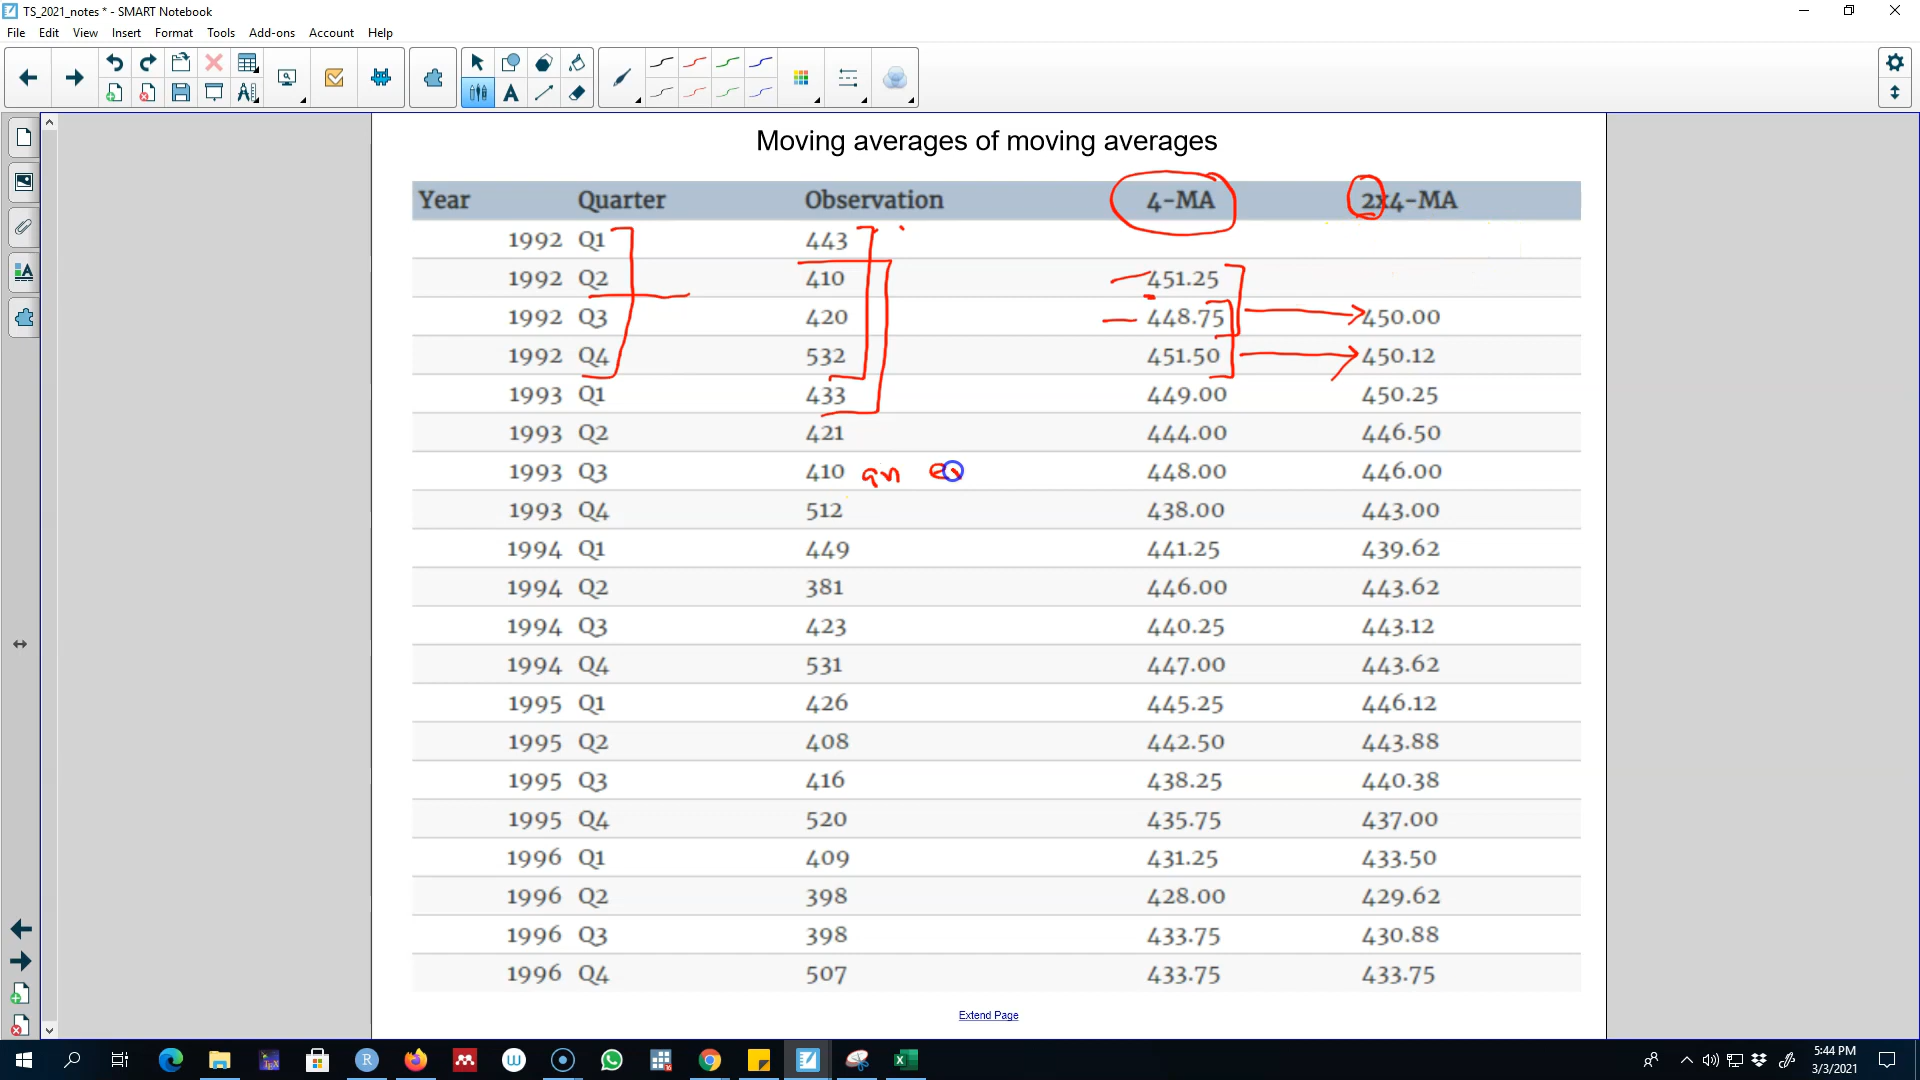 TS_2021_notes * - SMART Notebook
File Edit View Insert Format Tools Add-ons Account Help
Moving averages of moving averages
Year Quarter Observation 4-MA 2x4-MA
1992 Q1 443
1992 Q2 410 451.25
1992 Q3 420 448.75 450.00
1992 Q4 532 451.50 450.12
1993 Q1 433 449.00 450.25
1993 Q2 421 444.00 446.50
1993 Q3 410 an 448.00 446.00
1993 Q4 512 438.00 443.00
1994 Q1 449 441.25 439.62
1994 Q2 381 446.00 443.62
1994 Q3 423 440.25 443.12
1994 Q4 531 447.00 443.62
1995 Q1 426 445.25 446.12
1995 Q2 408 442.50 443.88
1995 Q3 416 438.25 440.38
1995 Q4 520 435.75 437.00
1996 Q1 409 431.25 433.50
1996 Q2 398 428.00 429.62
1996 Q3 398 433.75 430.88
1996 Q4 507 433.75 433.75
Extend Page
5:44 PM
3/3/2021